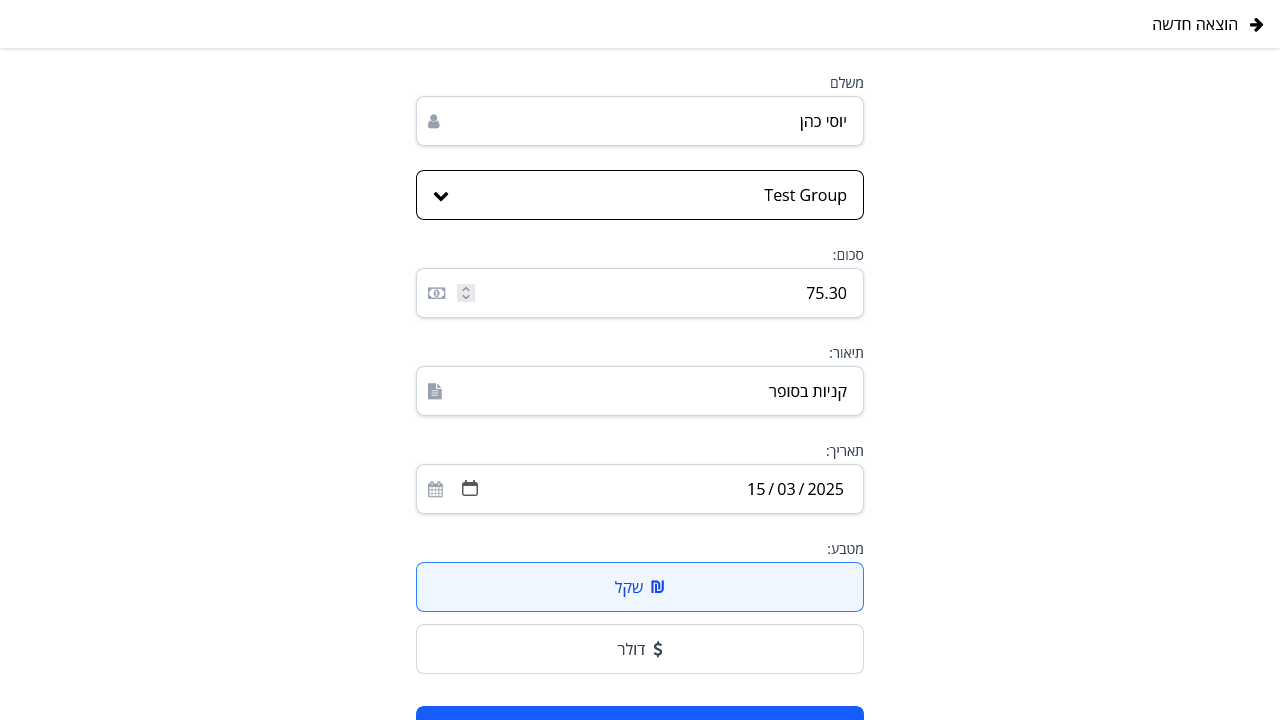 הוצאה חדשה
משלם
יוסי כהן
Test Group
סכום:
75.30
תיאור:
קניות בסופר
תאריך:
15/03/2025
מטבע:
₪ שקל
$ דולר